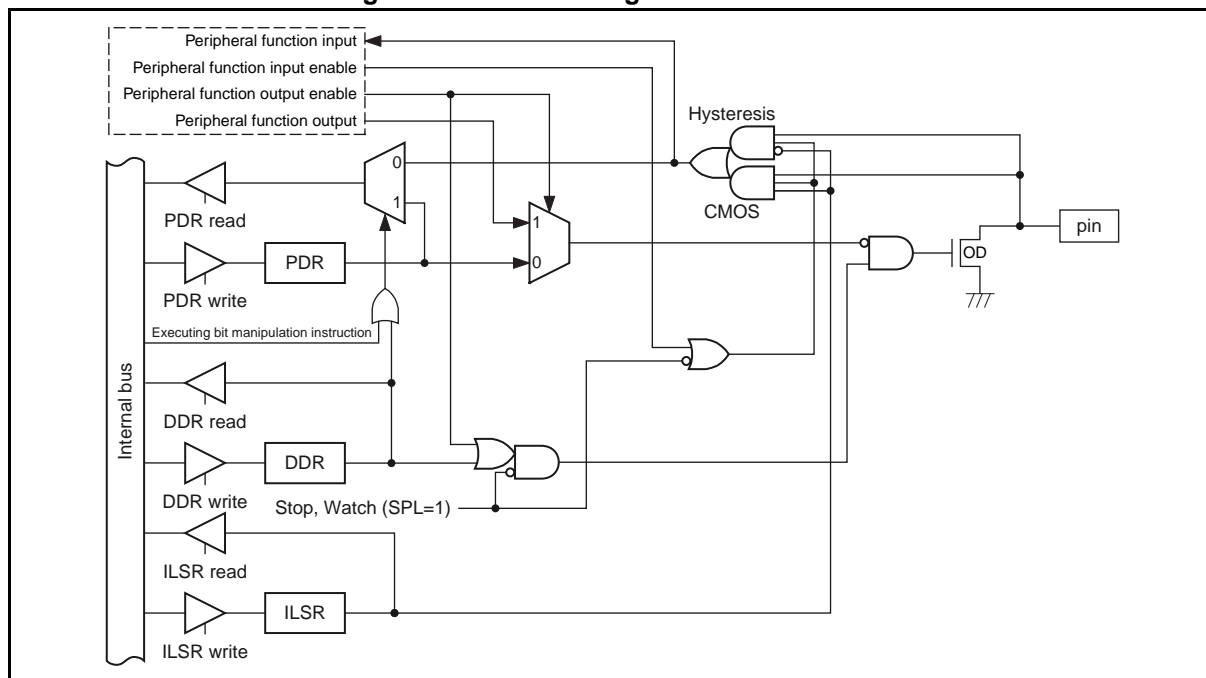 Peripheral function input
Peripheral function input enable
Peripheral function output enable
Peripheral function output
Hysteresis
0
1
CMOS
PDR read
1
pin
PDR
0
OD
PDR write
Executing bit manipulation instruction
Internal bus
DDR read
DDR
DDR write
Stop, Watch (SPL=1)
ILSR read
ILSR
ILSR write